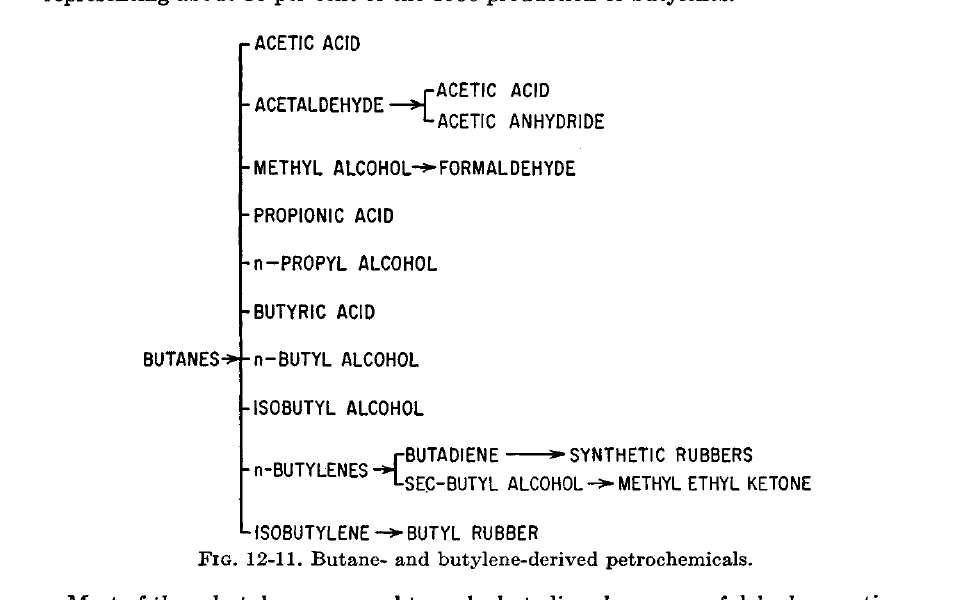 ACETIC ACID
ACETALDEHYDE → ACETIC ACID
ACETIC ANHYDRIDE
METHYL ALCOHOL → FORMALDEHYDE
PROPIONIC ACID
n-PROPYL ALCOHOL
BUTYRIC ACID
BUTANES → n-BUTYL ALCOHOL
ISOBUTYL ALCOHOL
n-BUTYLENES → BUTADIENE → SYNTHETIC RUBBERS
SEC-BUTYL ALCOHOL → METHYL ETHYL KETONE
ISOBUTYLENE → BUTYL RUBBER
FIG. 12-11. Butane- and butylene-derived petrochemicals.